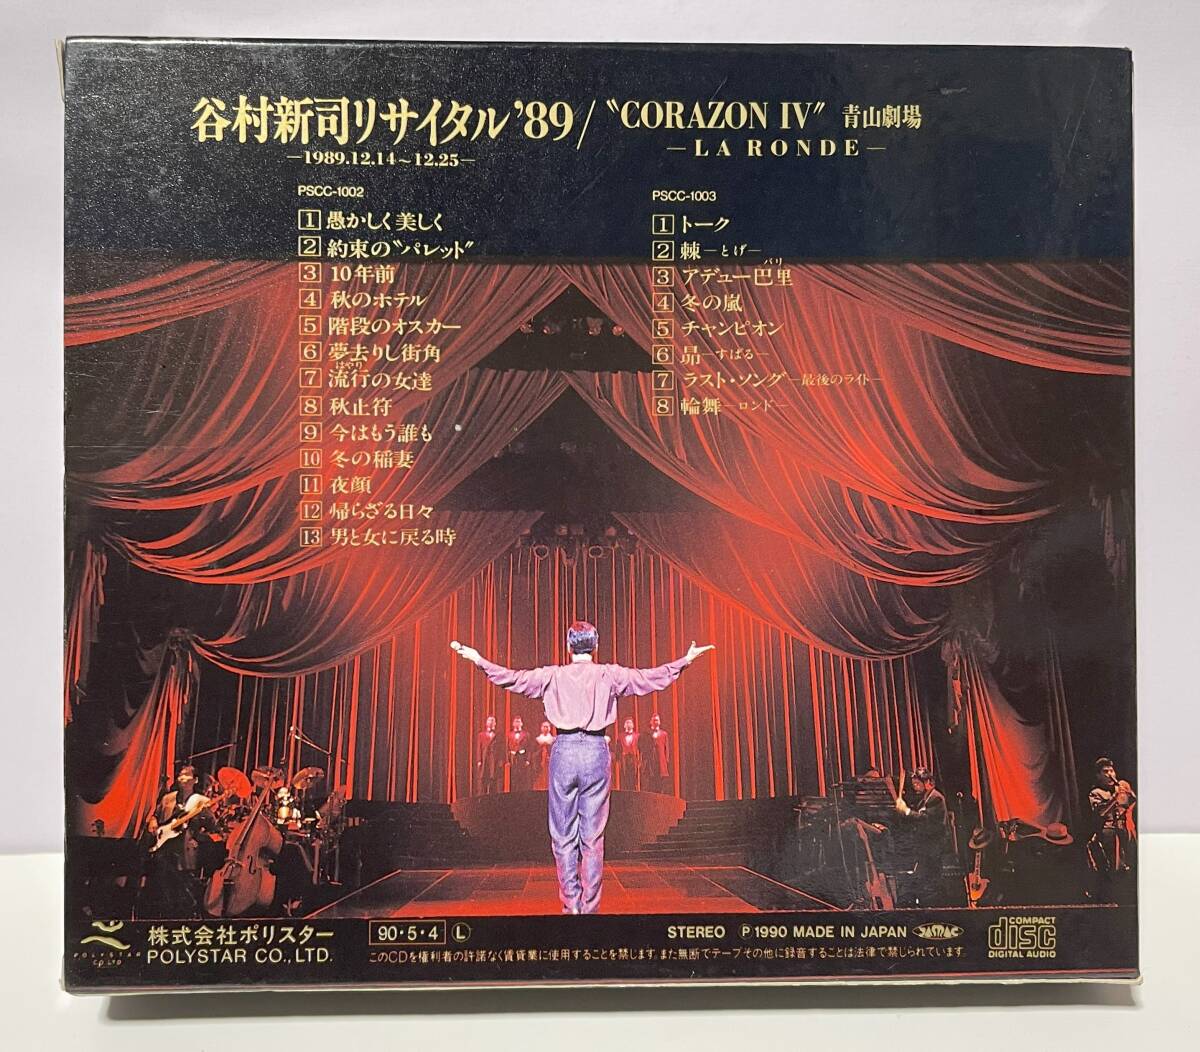 谷村新司リサイタル '89/ 〝CORAZON IV〟 青山劇場
—1989.12.14～12.25—
—LA RONDE—
PSCC-1002
1 愚かしく美しく
2 約束の〝パレット〟
3 10年前
4 秋のホテル
5 階段のオスカー
6 夢去りし街角
はやり
7 流行の女達
8 秋止符
9 今はもう誰も
10 冬の稲妻
11 夜顔
12 帰らざる日々
13 男と女に戻る時
PSCC-1003
1 トーク
2 棘—とげ—
パリ
3 アデュー巴里
4 冬の嵐
5 チャンピオン
6 昴—すばる—
7 ラスト・ソング—最後のライト—
8 輪舞—ロンド—
POLYSTAR
CO.,LTD
株式会社ポリスター
POLYSTAR CO.,LTD.
90・5・4 L
STEREO Ⓟ1990 MADE IN JAPAN JASRAC
COMPACT
disc
DIGITAL AUDIO
このCDを権利者の許諾なく賃貸業に使用することを禁じます。また無断でテープその他に録音することは法律で禁じられています。